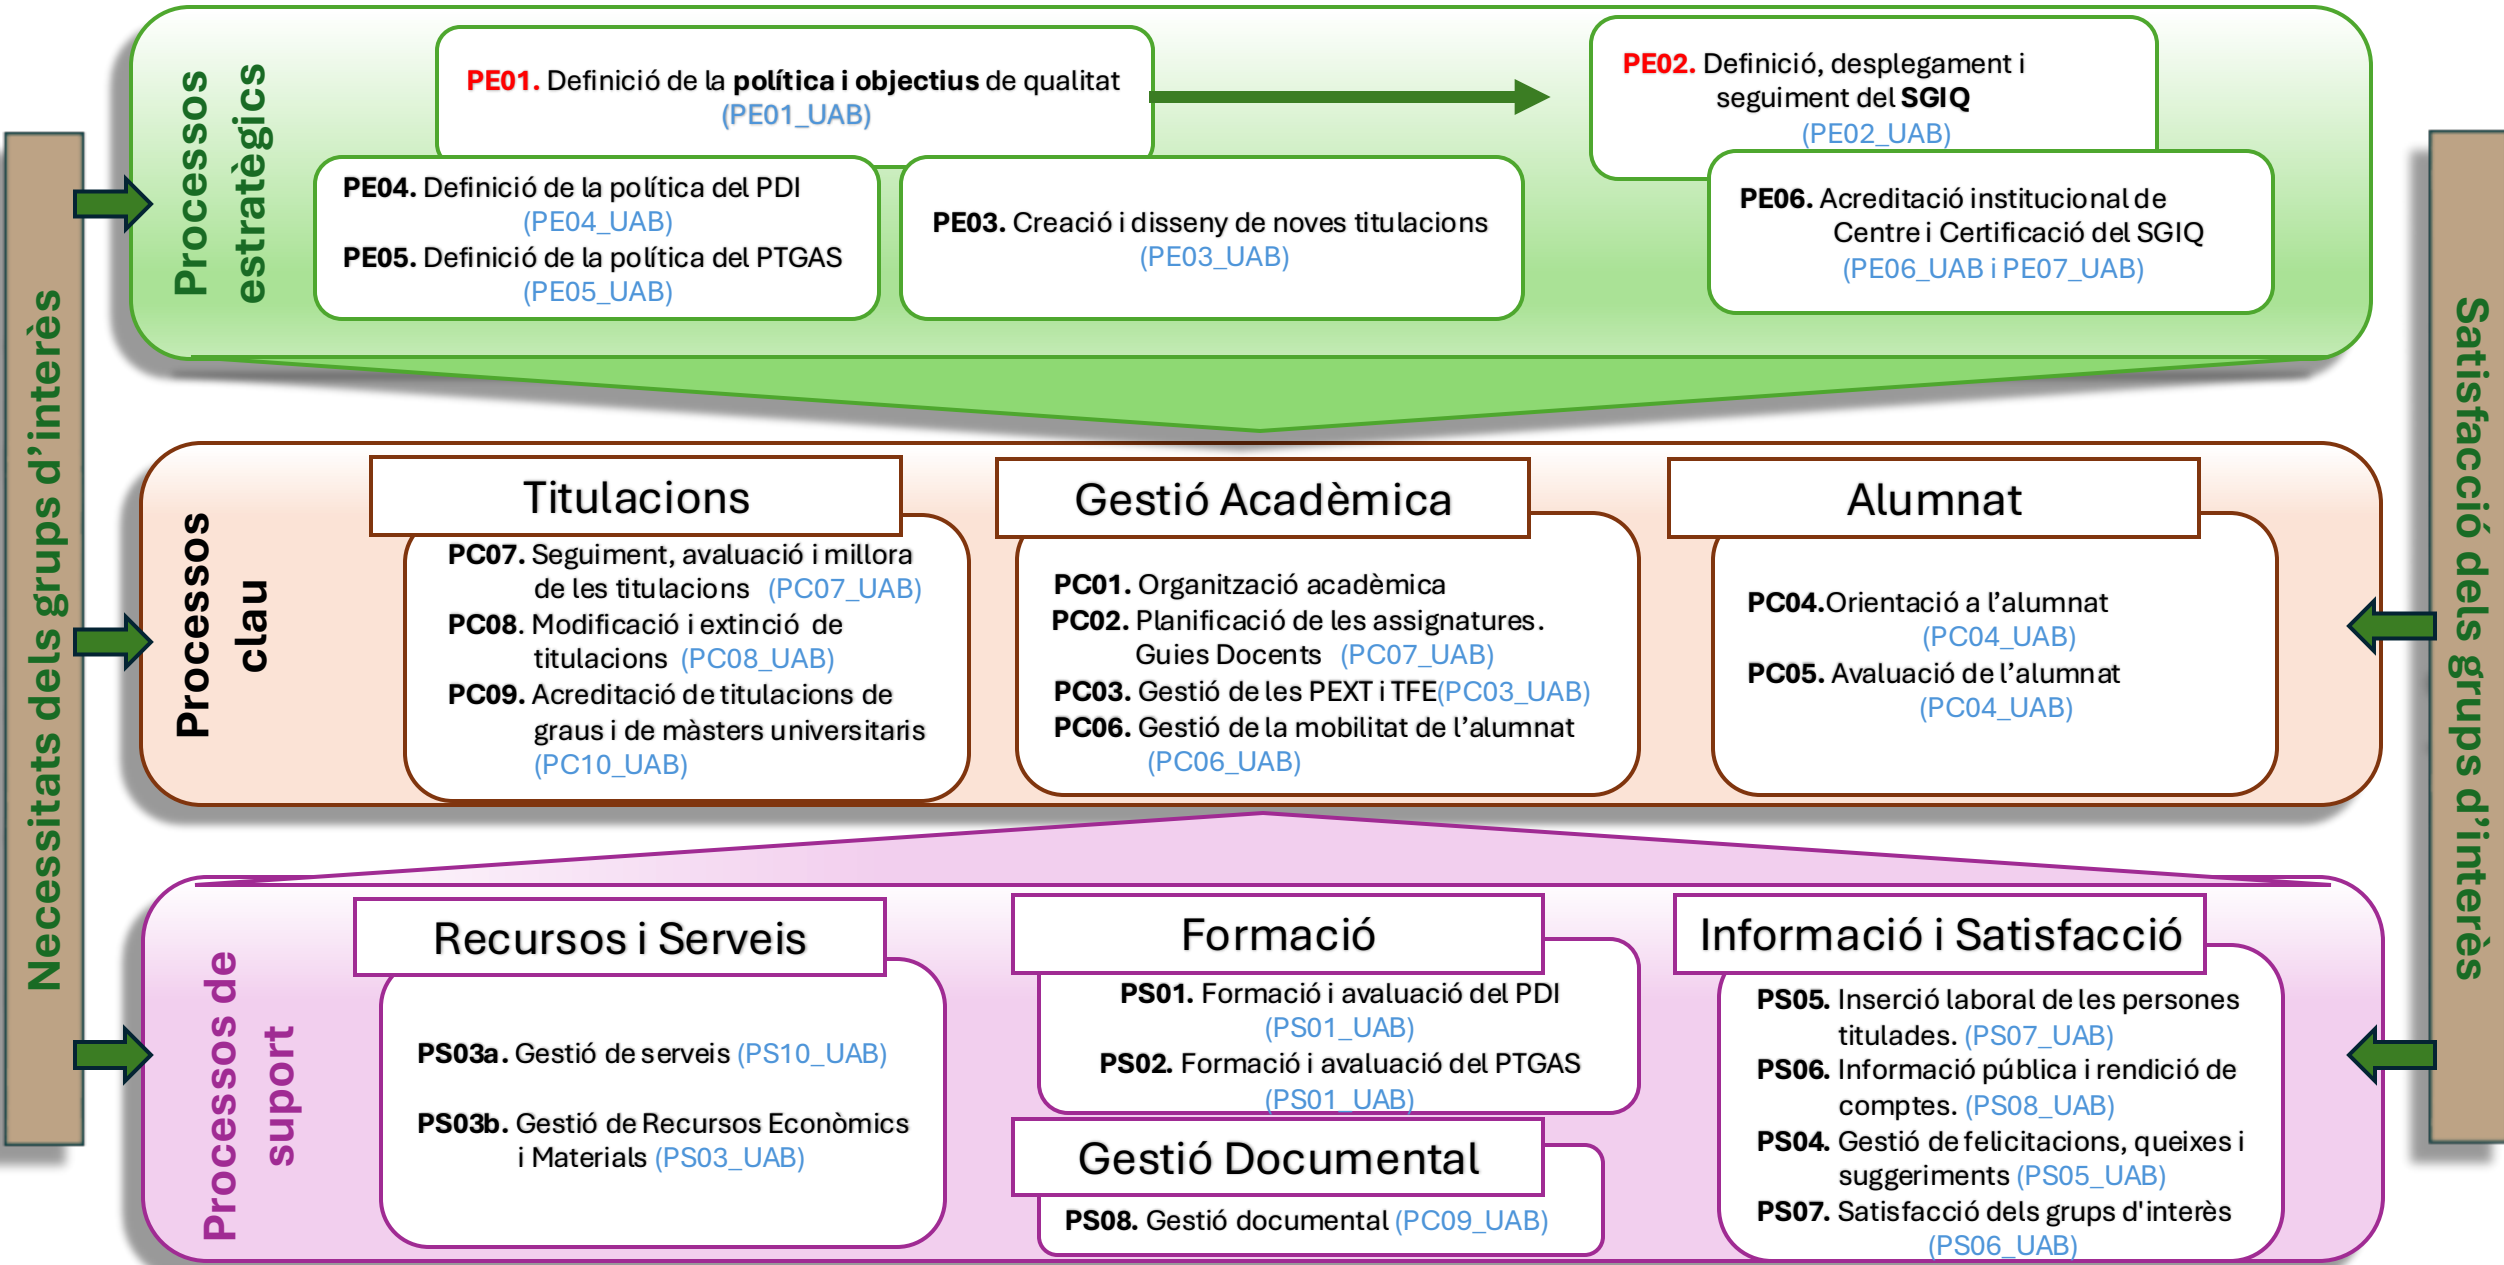 Necessitats dels grups d'interès
Processos
estratègics
PE01. Definició de la política i objectius de qualitat
(PE01_UAB)
PE02. Definició, desplegament i
seguiment del SGIQ
(PE02_UAB)
PE04. Definició de la política del PDI
(PE04_UAB)
PE05. Definició de la política del PTGAS
(PE05_UAB)
PE03. Creació i disseny de noves titulacions
(PE03_UAB)
PE06. Acreditació institucional de
Centre i Certificació del SGIQ
(PE06_UAB i PE07_UAB)
Processos
clau
Titulacions
PC07. Seguiment, avaluació i millora
de les titulacions (PC07_UAB)
PC08. Modificació i extinció de
titulacions (PC08_UAB)
PC09. Acreditació de titulacions de
graus i de màsters universitaris
(PC10_UAB)
Gestió Acadèmica
PC01. Organització acadèmica
PC02. Planificació de les assignatures.
Guies Docents (PC07_UAB)
PC03. Gestió de les PEXT i TFE(PC03_UAB)
PC06. Gestió de la mobilitat de l'alumnat
(PC06_UAB)
Alumnat
PC04.Orientació a l'alumnat
(PC04_UAB)
PC05. Avaluació de l'alumnat
(PC04_UAB)
Processos de
suport
Recursos i Serveis
PS03a. Gestió de serveis (PS10_UAB)
PS03b. Gestió de Recursos Econòmics
i Materials (PS03_UAB)
Formació
PS01. Formació i avaluació del PDI
(PS01_UAB)
PS02. Formació i avaluació del PTGAS
(PS01_UAB)
Gestió Documental
PS08. Gestió documental (PC09_UAB)
Informació i Satisfacció
PS05. Inserció laboral de les persones
titulades. (PS07_UAB)
PS06. Informació pública i rendició de
comptes. (PS08_UAB)
PS04. Gestió de felicitacions, queixes i
suggeriments (PS05_UAB)
PS07. Satisfacció dels grups d'interès
(PS06_UAB)
Satisfacció dels grups d'interès